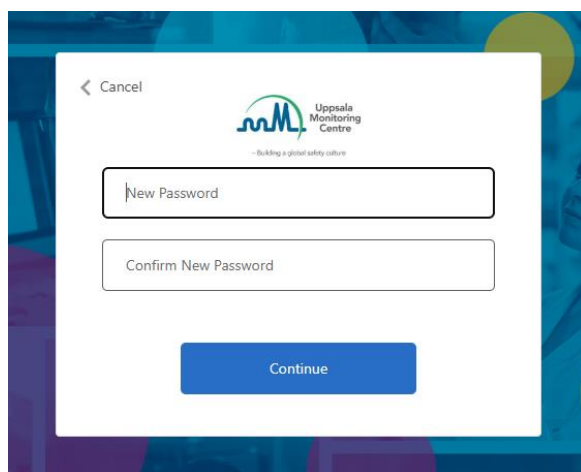 Cancel
Uppsala
Monitoring
Centre
– Building a global safety culture
New Password
Confirm New Password
Continue